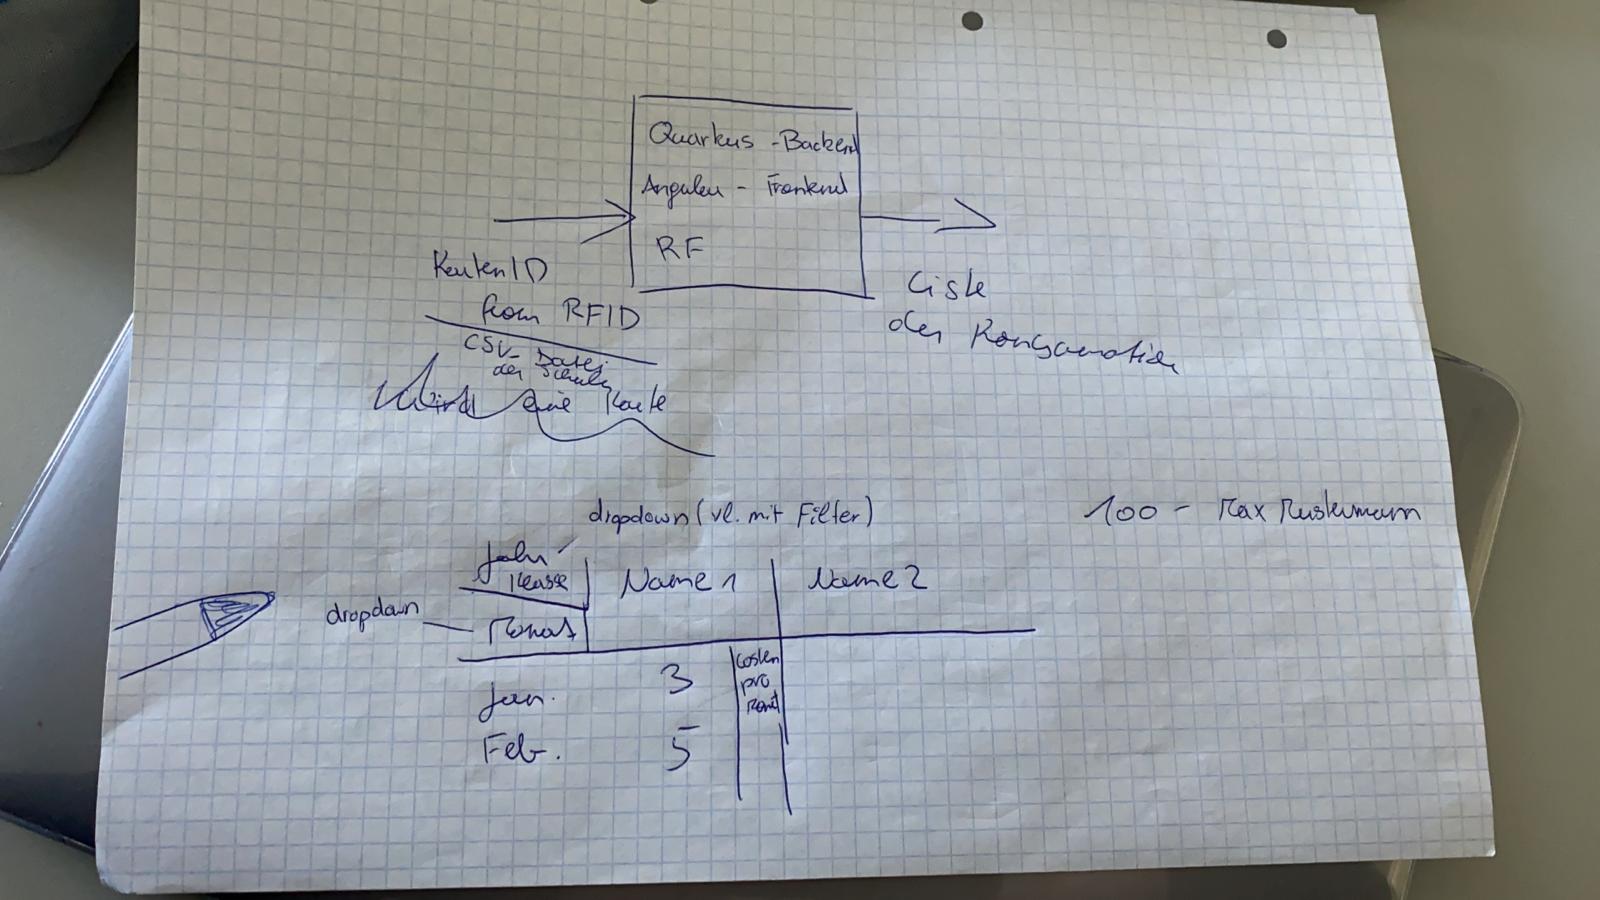 Quarkus - Backend
Angular - Frontend
RF
KartenID
from RFID
CSV-Datei
der Schule
Wird eine Karte
Liste
der Konsumation
dropdown (vl. mit Filter)
100 - Max Mustermann
Jahr
Klasse
Name 1
Name 2
dropdown
Monat
Jan.
3
Costen
pro
Feb.
5